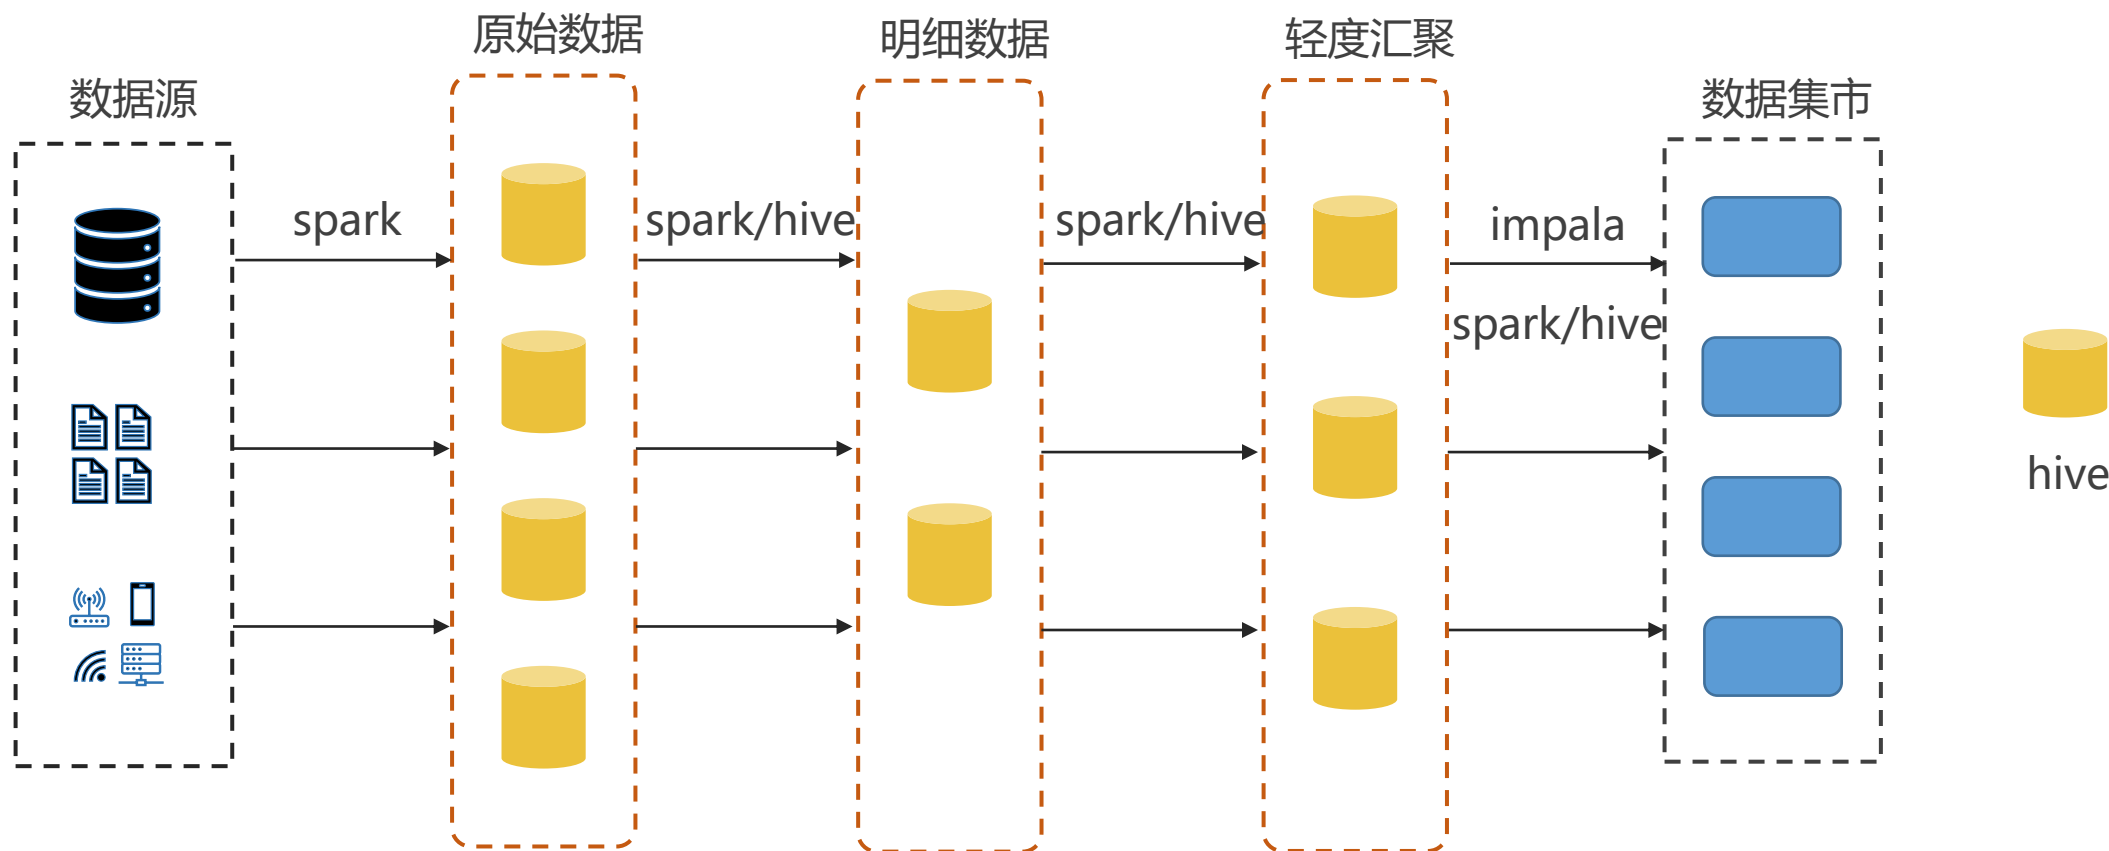 数据源
原始数据
明细数据
轻度汇聚
数据集市
spark
spark/hive
spark/hive
impala
spark/hive
hive